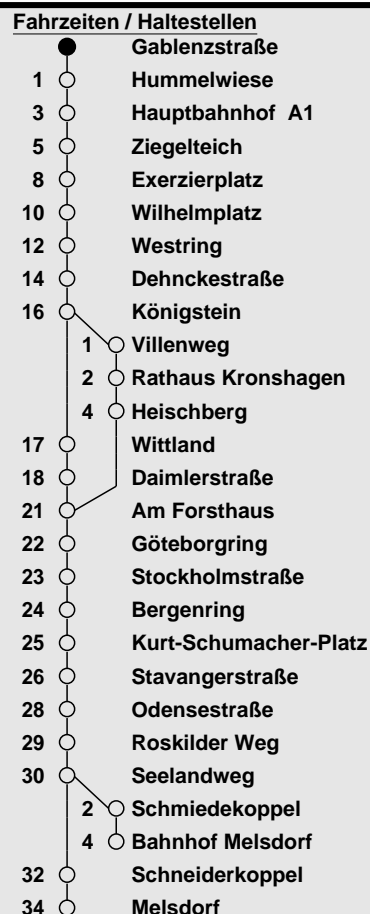 Fahrzeiten / Haltestellen
Gablenzstraße
1 Hummelwiese
3 Hauptbahnhof A1
5 Ziegelteich
8 Exerzierplatz
10 Wilhelmplatz
12 Westring
14 Dehnckestraße
16 Königstein
1 Villenweg
2 Rathaus Kronshagen
4 Heischberg
17 Wittland
18 Daimlerstraße
21 Am Forsthaus
22 Göteborgring
23 Stockholmstraße
24 Bergenring
25 Kurt-Schumacher-Platz
26 Stavangerstraße
28 Odensestraße
29 Roskilder Weg
30 Seelandweg
2 Schmiedekoppel
4 Bahnhof Melsdorf
32 Schneiderkoppel
34 Melsdorf